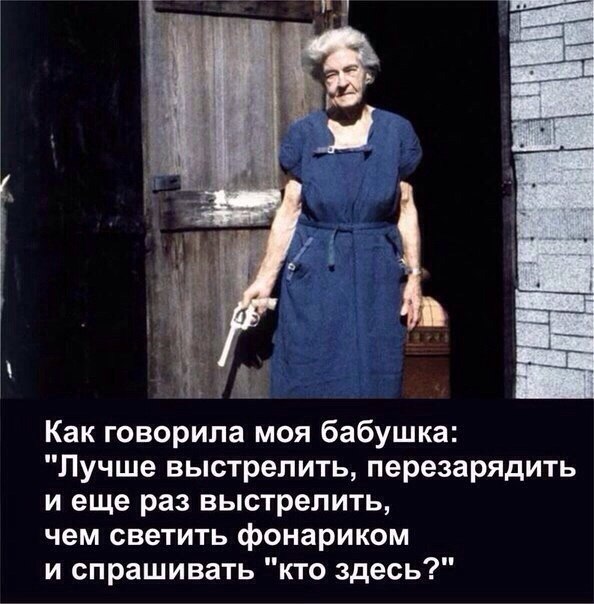 Как говорила моя бабушка:
"Лучше выстрелить, перезарядить
и еще раз выстрелить,
чем светить фонариком
и спрашивать "кто здесь?"